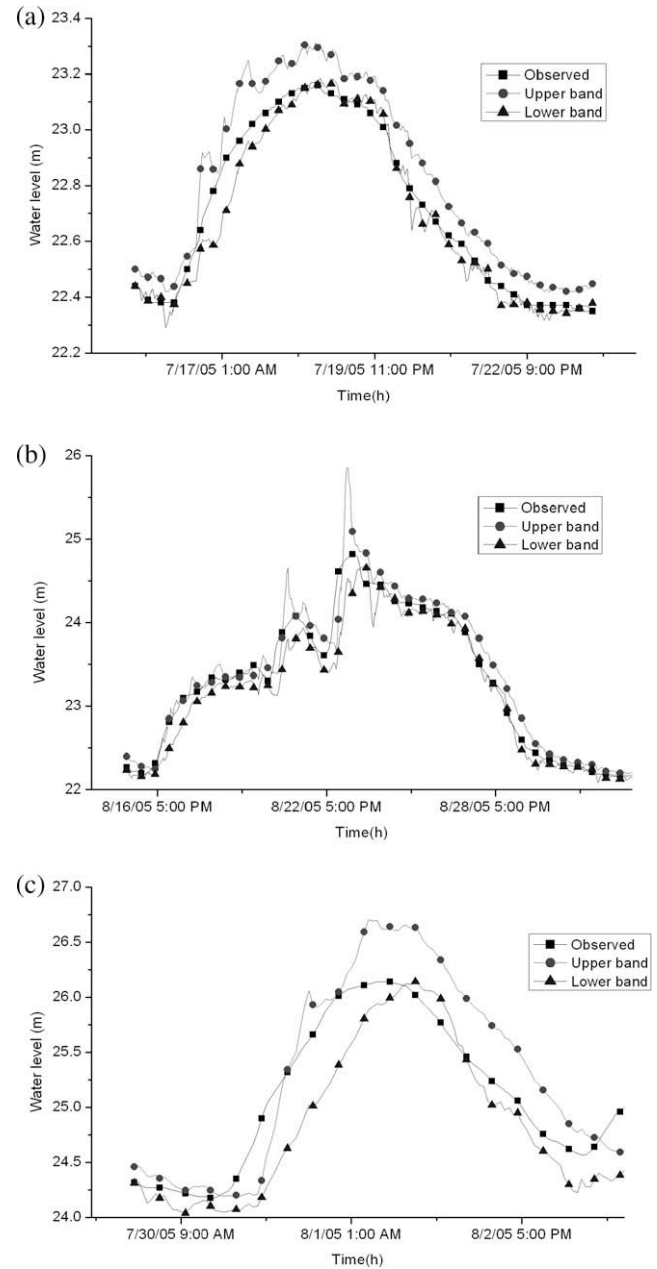 (a)
23.4
23.2
23.0
22.8
22.6
22.4
22.2
Water level (m)
Observed
Upper band
Lower band
7/17/05 1:00 AM
7/19/05 11:00 PM
7/22/05 9:00 PM
Time(h)
(b)
26
25
24
23
22
Water level (m)
Observed
Upper band
Lower band
8/16/05 5:00 PM
8/22/05 5:00 PM
8/28/05 5:00 PM
Time(h)
(c)
27.0
26.5
26.0
25.5
25.0
24.5
24.0
Water level (m)
Observed
Upper band
Lower band
7/30/05 9:00 AM
8/1/05 1:00 AM
8/2/05 5:00 PM
Time(h)